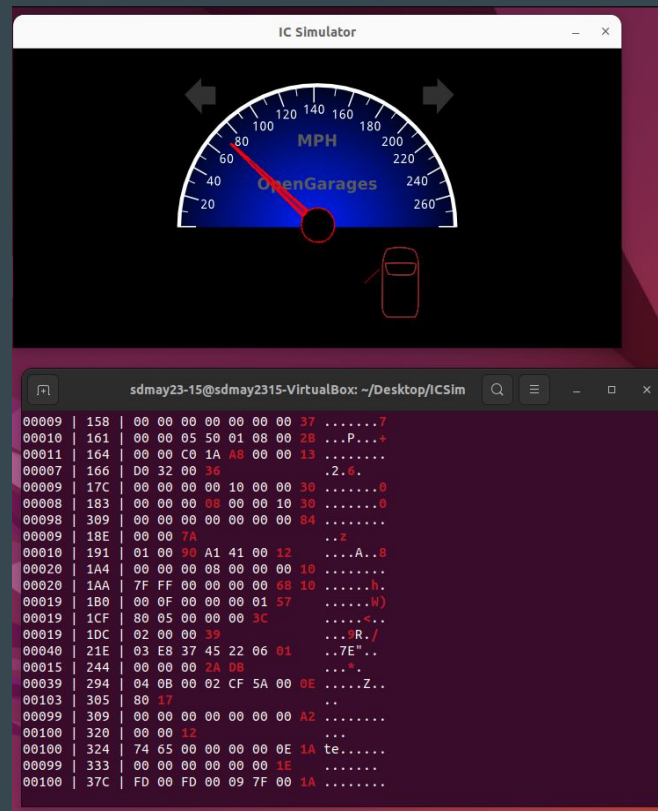 IC Simulator
20
40
60
80
100
120
140
160
180
200
220
240
260
MPH
OpenGarages
sdmay23-15@sdmay2315-VirtualBox: ~/Desktop/ICSim
00009 | 158 | 00 00 00 00 00 00 00 37 .......7
00010 | 161 | 00 00 05 50 01 08 00 2B ...P...+
00011 | 164 | 00 00 C0 1A A8 00 00 13 ........
00007 | 166 | D0 32 00 36 .2.6.
00009 | 17C | 00 00 00 00 10 00 00 30 .......0
00008 | 183 | 00 00 00 08 00 00 10 30 .......0
00098 | 309 | 00 00 00 00 00 00 00 84 ........
00009 | 18E | 00 00 7A ..z
00010 | 191 | 01 00 90 A1 41 00 12 ....A..8
00020 | 1A4 | 00 00 00 08 00 00 00 10 ........
00020 | 1AA | 7F FF 00 00 00 00 68 10 ......h.
00019 | 1B0 | 00 0F 00 00 00 01 57 ......W)
00019 | 1CF | 80 05 00 00 00 3C .....<..
00019 | 1DC | 02 00 00 39 ...9R./
00040 | 21E | 03 E8 37 45 22 06 01 ..7E"..
00015 | 244 | 00 00 00 2A DB ...*.
00039 | 294 | 04 0B 00 02 CF 5A 00 0E .....Z..
00103 | 305 | 80 17 ..
00099 | 309 | 00 00 00 00 00 00 00 A2 ........
00100 | 320 | 00 00 12 ...
00100 | 324 | 74 65 00 00 00 00 0E 1A te......
00099 | 333 | 00 00 00 00 00 00 1E .......
00100 | 37C | FD 00 FD 00 09 7F 00 1A ........